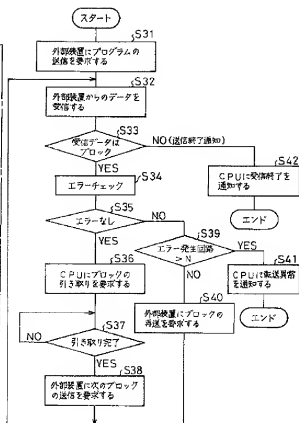 スタート
S31
外部装置にプログラムの
送信を要求する
S32
外部装置からのデータを
受信する
S33
受信データは
ブロック
NO(送信終了通知)
YES
S42
CPUに受信終了を
通知する
エンド
S34
エラーチェック
S35
エラーなし
NO
YES
S39
エラー発生回路
>N
YES
NO
S36
CPUにブロックの
引き取りを要求する
S41
CPUに転送異常
を通知する
エンド
S40
外部装置にブロックの
再送を要求する
S37
引き取り完了
NO
YES
S38
外部装置に次のブロック
の送信を要求する